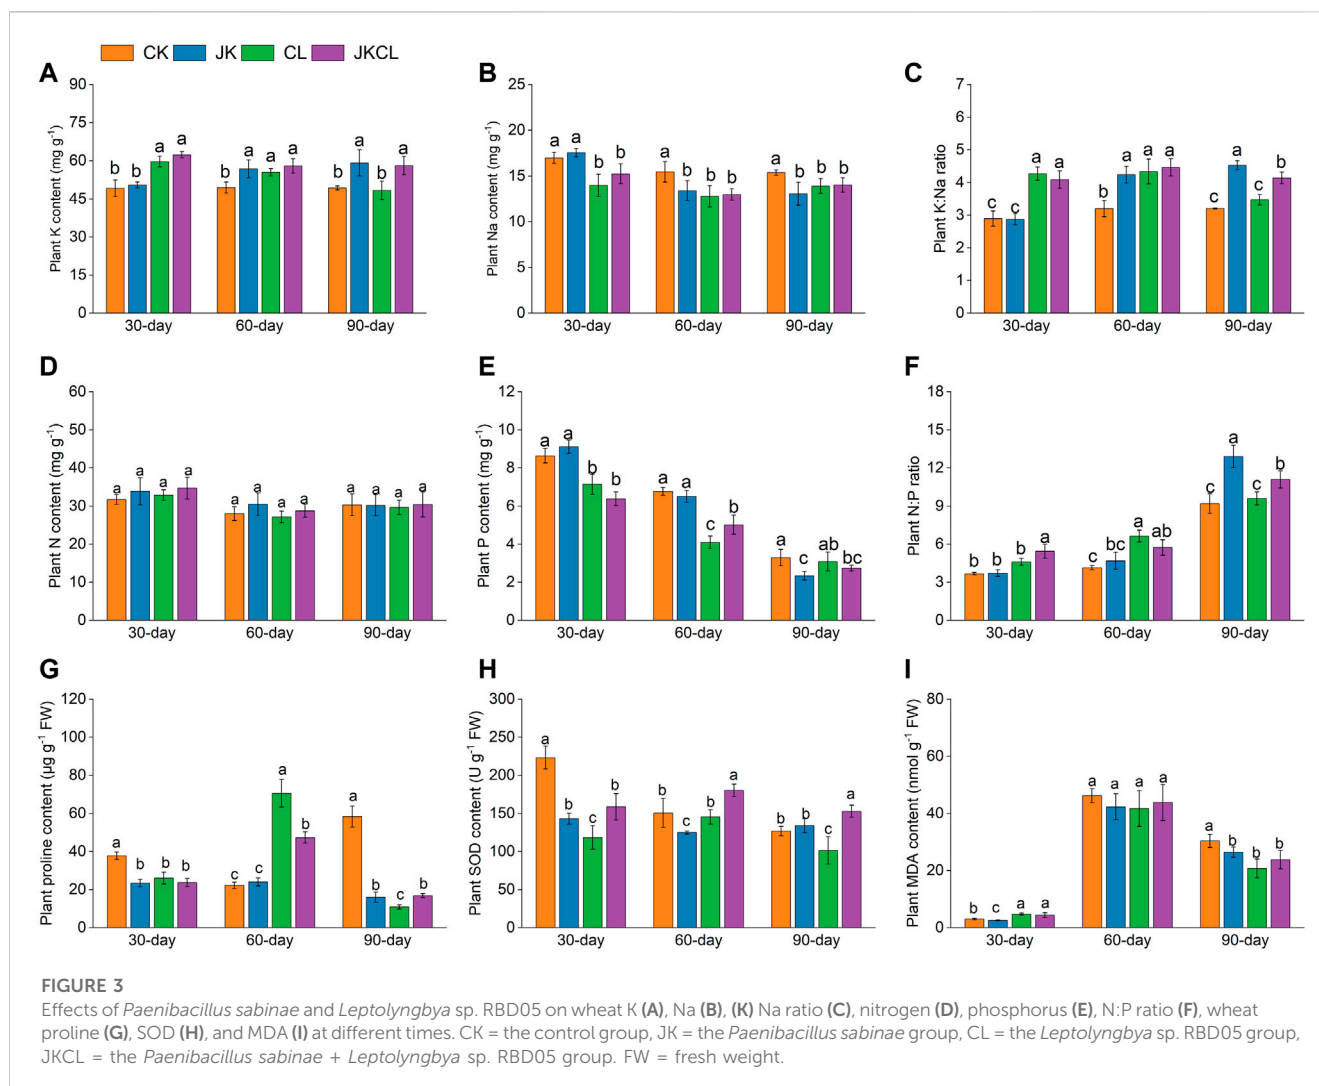 CK JK CL JKCL
A
Plant K content (mg g⁻¹)
90
75
60
45
30
15
0
b b a a
b a a a
b a b a
30-day 60-day 90-day
B
Plant Na content (mg g⁻¹)
25
20
15
10
5
0
a a b b
a b b b
a b b b
30-day 60-day 90-day
C
Plant K:Na ratio
7
6
5
4
3
2
1
0
c c a a
b a a a
c a c b
30-day 60-day 90-day
D
Plant N content (mg g⁻¹)
60
50
40
30
20
10
0
a a a a
a a a a
a a a a
30-day 60-day 90-day
E
Plant P content (mg g⁻¹)
12
10
8
6
4
2
0
a a b b
a a c b
a c ab bc
30-day 60-day 90-day
F
Plant N:P ratio
18
15
12
9
6
3
0
b b b a
c bc a ab
c a c b
30-day 60-day 90-day
G
Plant proline content (µg g⁻¹ FW)
120
100
80
60
40
20
0
a b b b
c c a b
a b c b
30-day 60-day 90-day
H
Plant SOD content (U g⁻¹ FW)
300
250
200
150
100
50
0
a b c b
b c b a
b b c a
30-day 60-day 90-day
I
Plant MDA content (nmol g⁻¹ FW)
80
60
40
20
0
b c a a
a a a a
a b b b
30-day 60-day 90-day
FIGURE 3
Effects of Paenibacillus sabinae and Leptolyngbya sp. RBD05 on wheat K (A), Na (B), (K) Na ratio (C), nitrogen (D), phosphorus (E), N:P ratio (F), wheat
proline (G), SOD (H), and MDA (I) at different times. CK = the control group, JK = the Paenibacillus sabinae group, CL = the Leptolyngbya sp. RBD05 group,
JKCL = the Paenibacillus sabinae + Leptolyngbya sp. RBD05 group. FW = fresh weight.